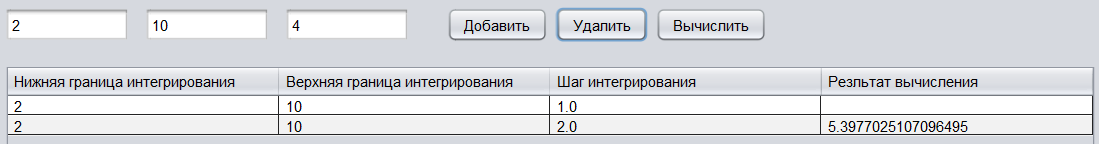 2 10 4 Добавить Удалить Вычислить
Нижняя граница интегрирования Верхняя граница интегрирования Шаг интегрирования Резльтат вычисления
2 10 1.0
2 10 2.0 5.3977025107096495